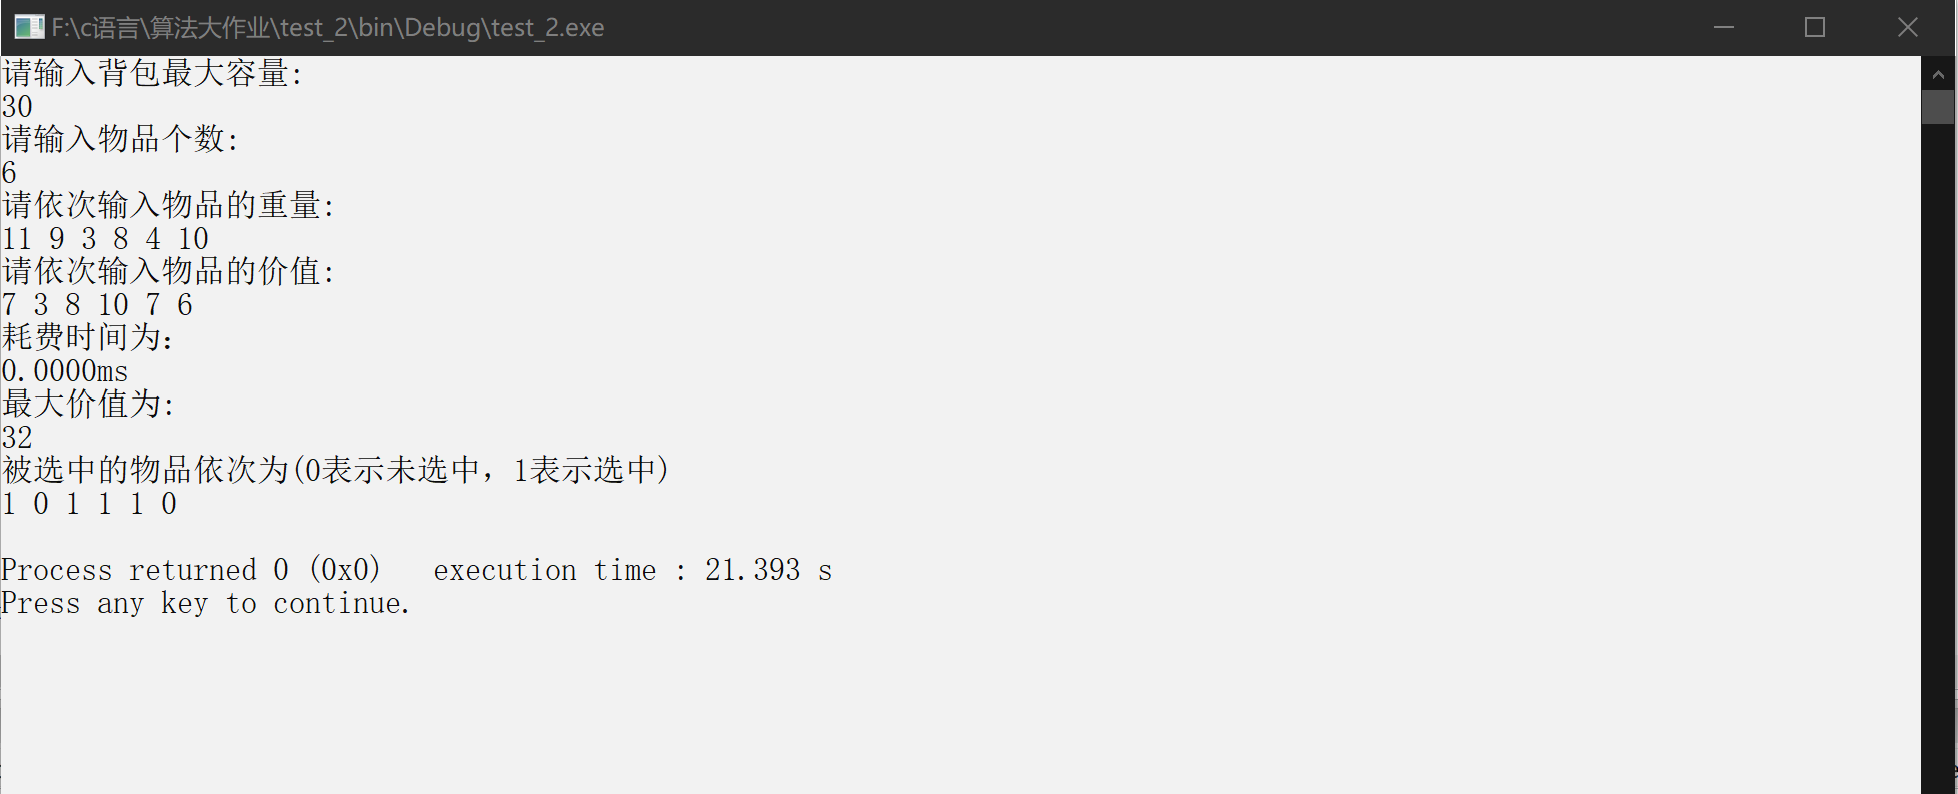 F:\c语言\算法大作业\test_2\bin\Debug\test_2.exe
请输入背包最大容量:
30
请输入物品个数:
6
请依次输入物品的重量:
11 9 3 8 4 10
请依次输入物品的价值:
7 3 8 10 7 6
耗费时间为：
0.0000ms
最大价值为:
32
被选中的物品依次为(0表示未选中，1表示选中)
1 0 1 1 1 0
Process returned 0 (0x0)   execution time : 21.393 s
Press any key to continue.